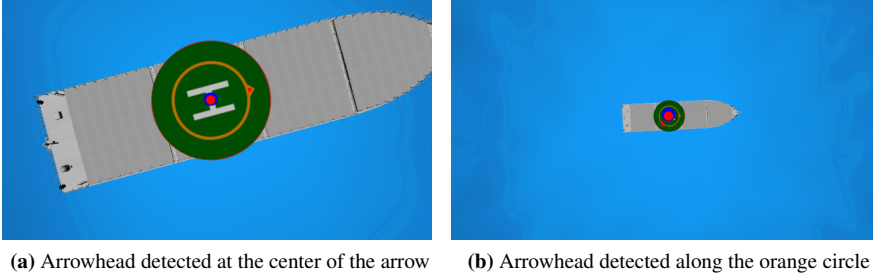 H
(a) Arrowhead detected at the center of the arrow
(b) Arrowhead detected along the orange circle